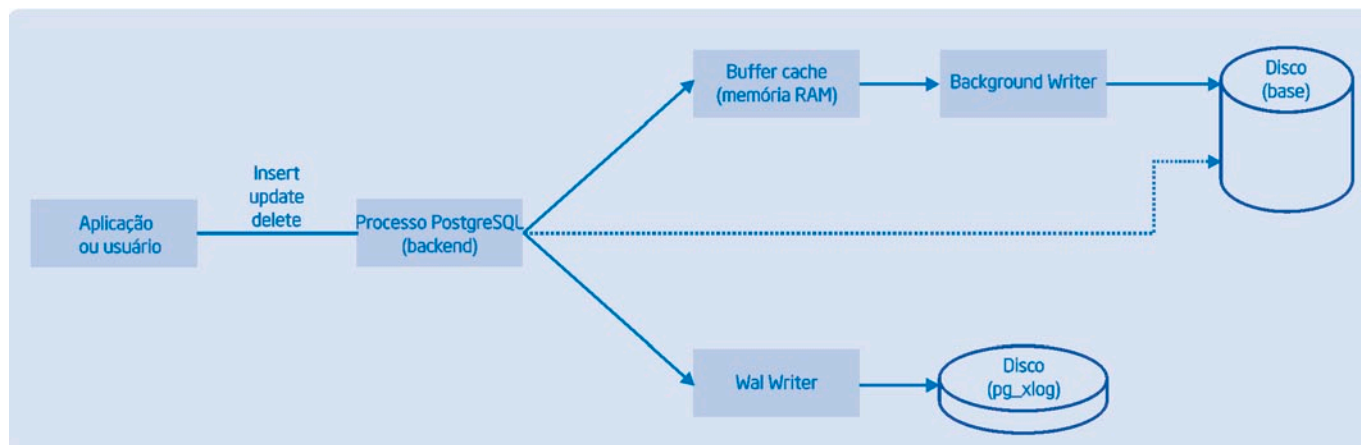 Aplicação
ou usuário
Insert
update
delete
Processo PostgreSQL
(backend)
Buffer cache
(memória RAM)
Background Writer
Disco
(base)
Wal Writer
Disco
(pg_xlog)